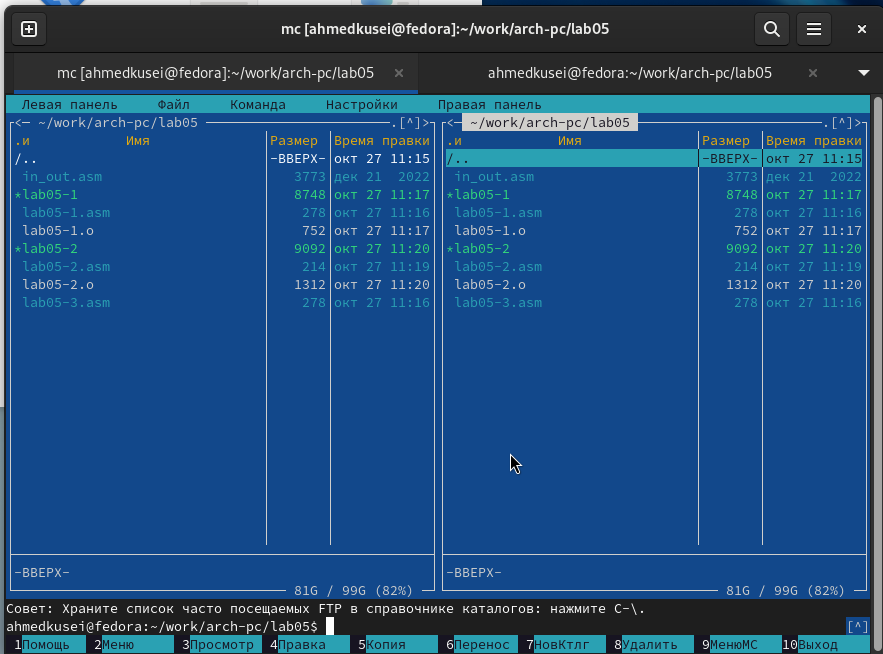 mc [ahmedkusei@fedora]:~/work/arch-pc/lab05
mc [ahmedkusei@fedora]:~/work/arch-pc/lab05 × ahmedkusei@fedora:~/work/arch-pc/lab05 ×
Левая панель Файл Команда Настройки Правая панель
<— ~/work/arch-pc/lab05 .[^]> <— ~/work/arch-pc/lab05 .[^]>
.и Имя Размер Время правки .и Имя Размер Время правки
/.. -ВВЕРХ- окт 27 11:15 /.. -ВВЕРХ- окт 27 11:15
in_out.asm 3773 дек 21 2022 in_out.asm 3773 дек 21 2022
*lab05-1 8748 окт 27 11:17 *lab05-1 8748 окт 27 11:17
lab05-1.asm 278 окт 27 11:16 lab05-1.asm 278 окт 27 11:16
lab05-1.o 752 окт 27 11:17 lab05-1.o 752 окт 27 11:17
*lab05-2 9092 окт 27 11:20 *lab05-2 9092 окт 27 11:20
lab05-2.asm 214 окт 27 11:19 lab05-2.asm 214 окт 27 11:19
lab05-2.o 1312 окт 27 11:20 lab05-2.o 1312 окт 27 11:20
lab05-3.asm 278 окт 27 11:16 lab05-3.asm 278 окт 27 11:16
-ВВЕРХ- -ВВЕРХ-
81G / 99G (82%) 81G / 99G (82%)
Совет: Храните список часто посещаемых FTP в справочнике каталогов: нажмите C-\.
ahmedkusei@fedora:~/work/arch-pc/lab05$ [^]
1Помощь 2Меню 3Просмотр 4Правка 5Копия 6Перенос 7НовКтлг 8Удалить 9МенюМС 10Выход